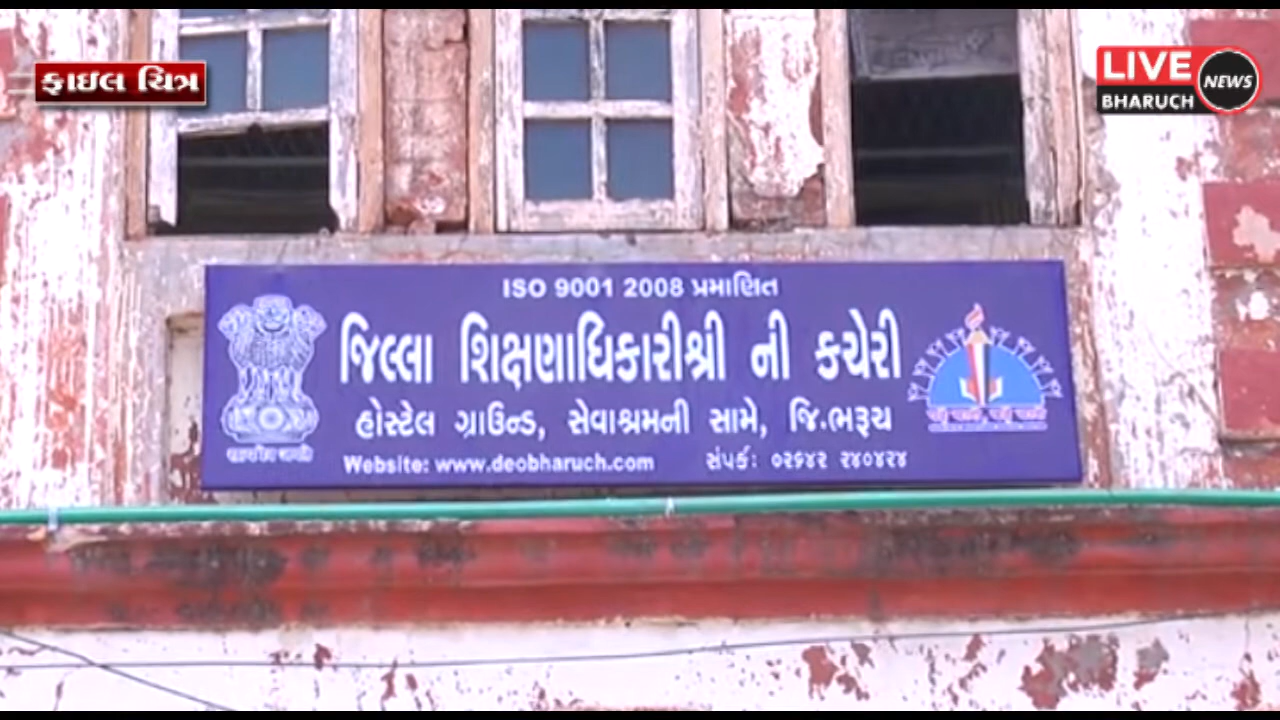 ફાઇલ ચિત્ર
LIVE
BHARUCH
NEWS
ISO 9001 2008 પ્રમાણિત
જિલ્લા શિક્ષણાધિકારીશ્રી ની કચેરી
હોસ્ટેલ ગ્રાઉન્ડ, સેવાશ્રમની સામે, જિ.ભરૂચ
Website: www.deobharuch.com સંપર્ક: ૦૨૬૪૨ ૨૪૦૪૨૪